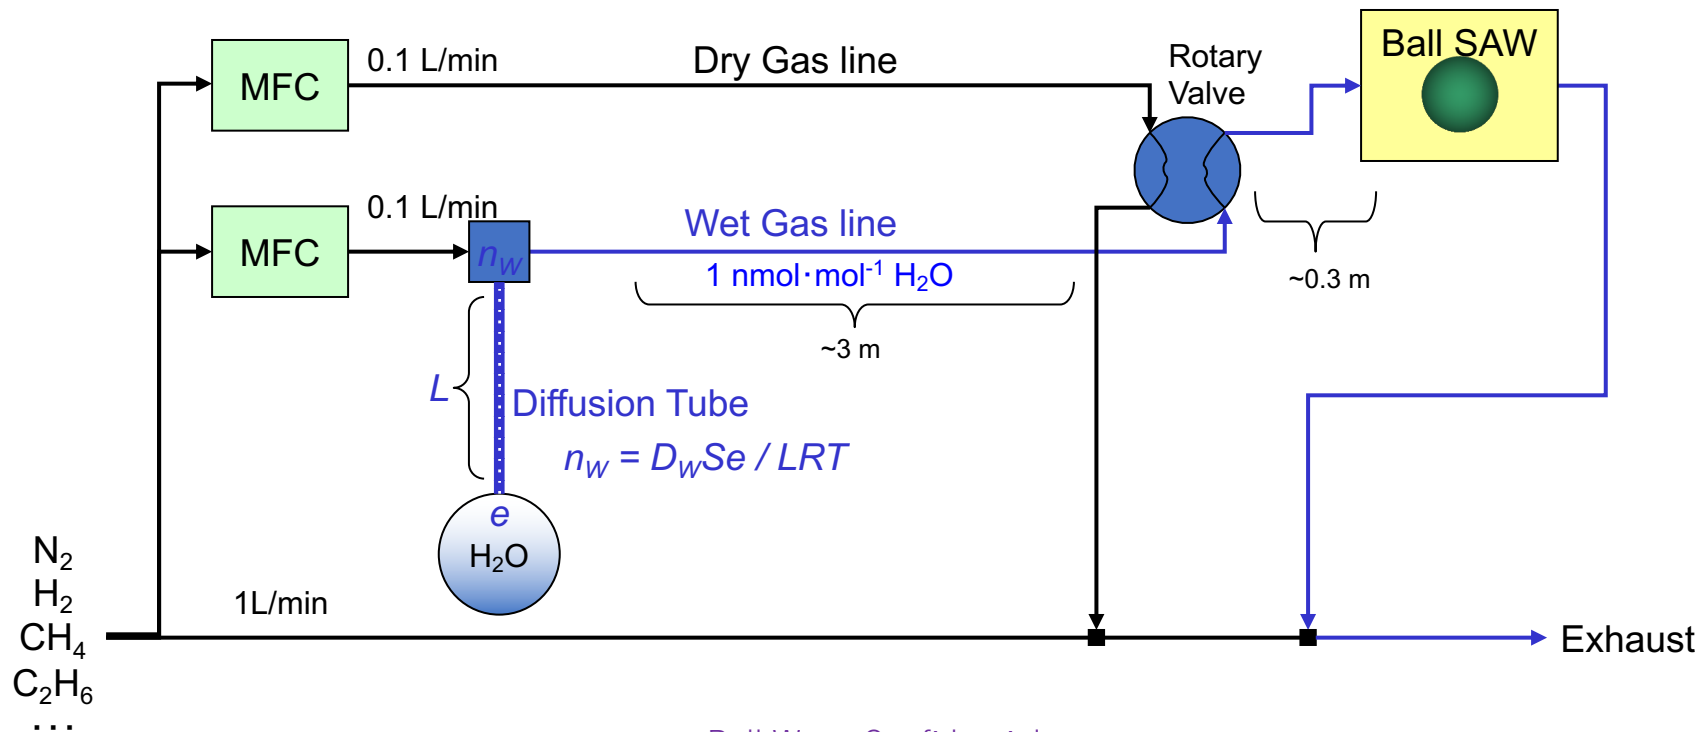 0.1 L/min
Dry Gas line
Rotary
Valve
Ball SAW
MFC
0.1 L/min
MFC
nW
Wet Gas line
1 nmol·mol-1 H2O
~3 m
~0.3 m
L
Diffusion Tube
nW = DWSe / LRT
e
H2O
N2
H2
CH4
C2H6
...
1L/min
Exhaust